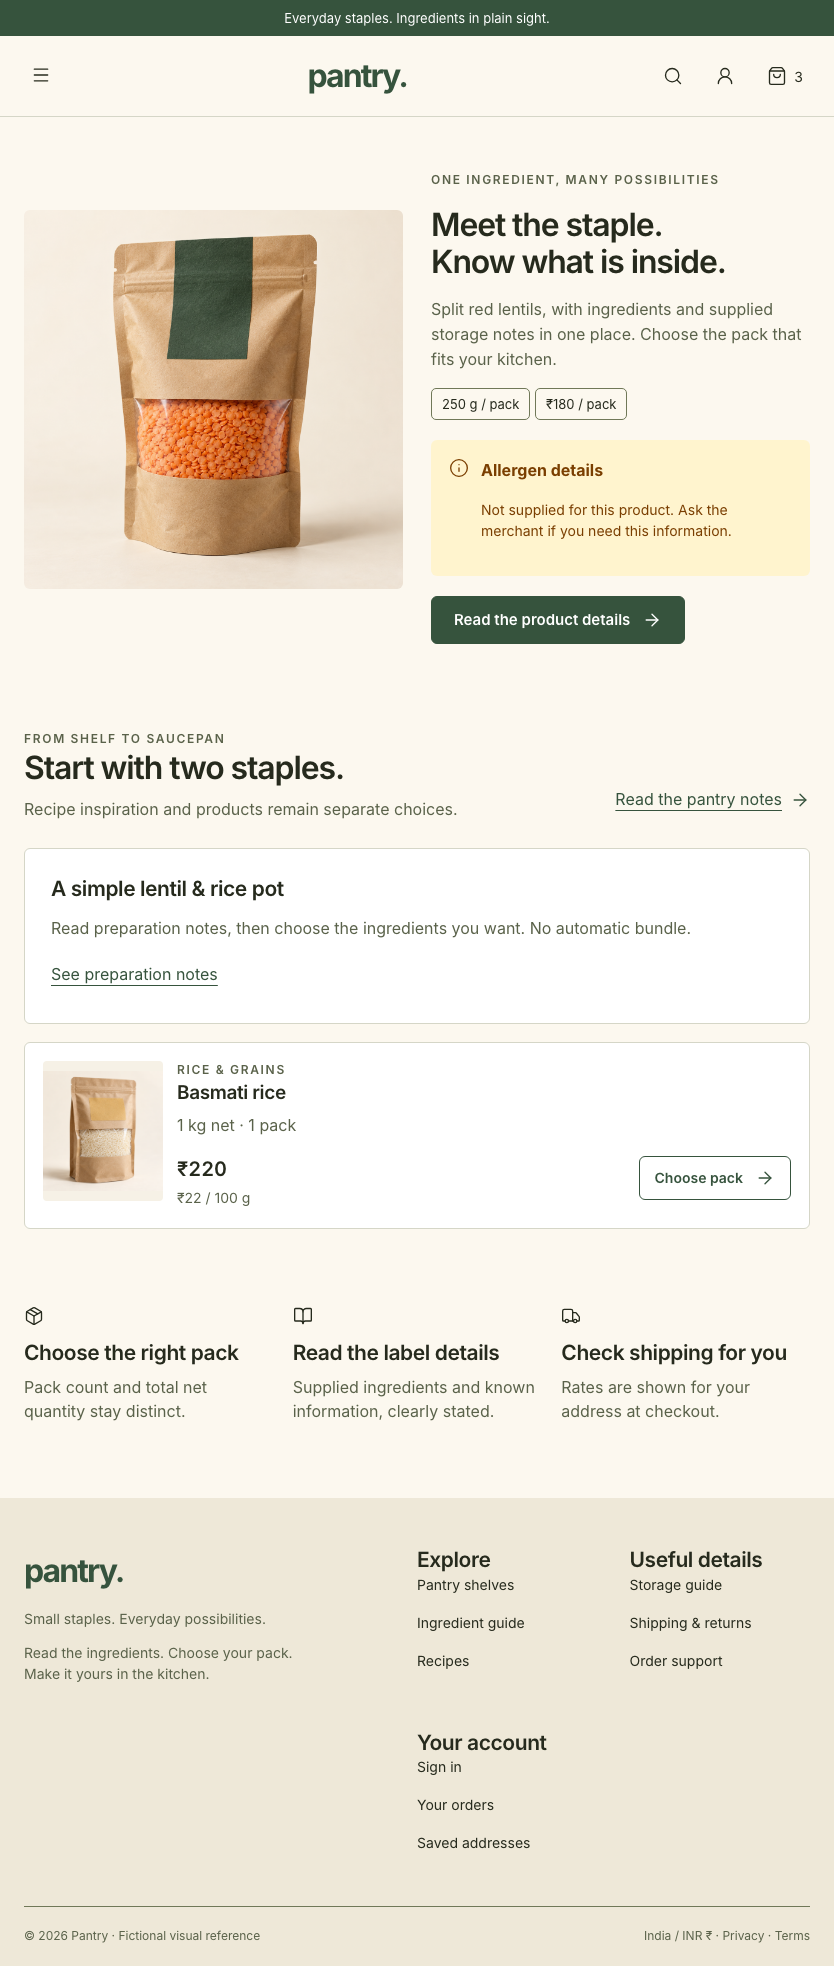 Everyday staples. Ingredients in plain sight.
pantry.
3
ONE INGREDIENT, MANY POSSIBILITIES
Meet the staple.
Know what is inside.
Split red lentils, with ingredients and supplied
storage notes in one place. Choose the pack that
fits your kitchen.
250 g / pack
₹180 / pack
Allergen details
Not supplied for this product. Ask the
merchant if you need this information.
Read the product details
FROM SHELF TO SAUCEPAN
Start with two staples.
Recipe inspiration and products remain separate choices.
Read the pantry notes
A simple lentil & rice pot
Read preparation notes, then choose the ingredients you want. No automatic bundle.
See preparation notes
RICE & GRAINS
Basmati rice
1 kg net · 1 pack
₹220
₹22 / 100 g
Choose pack
Choose the right pack
Pack count and total net
quantity stay distinct.
Read the label details
Supplied ingredients and known
information, clearly stated.
Check shipping for you
Rates are shown for your
address at checkout.
pantry.
Small staples. Everyday possibilities.
Read the ingredients. Choose your pack.
Make it yours in the kitchen.
Explore
Pantry shelves
Ingredient guide
Recipes
Useful details
Storage guide
Shipping & returns
Order support
Your account
Sign in
Your orders
Saved addresses
© 2026 Pantry · Fictional visual reference
India / INR ₹ · Privacy · Terms